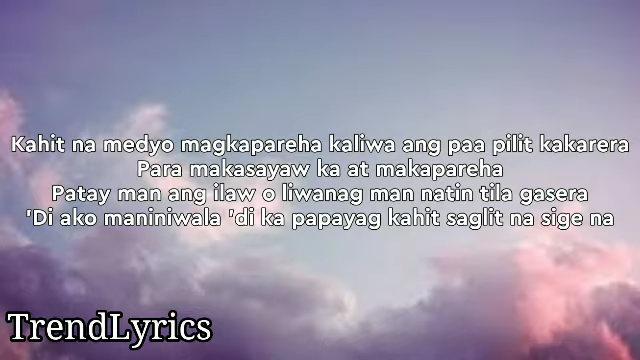 Kahit na medyo magkapareha kaliwa ang paa pilit kakarera
Para makasayaw ka at makapareha
Patay man ang ilaw o liwanag man natin tila gasera
'Di ako maniniwala 'di ka papayag kahit saglit na sige na
TrendLyrics